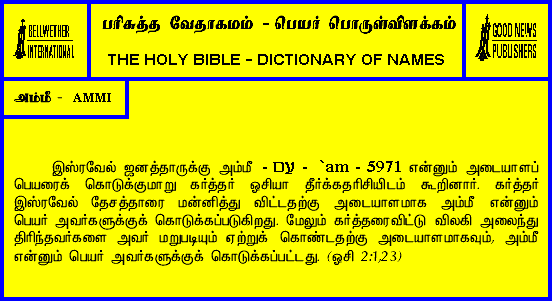 BELLWETHER
INTERNATIONAL
பரிசுத்த வேதாகமம் - பெயர் பொருள்விளக்கம்
THE HOLY BIBLE - DICTIONARY OF NAMES
GOOD NEWS
PUBLISHERS
அம்மீ - AMMI
இஸ்ரவேல் ஜனத்தாருக்கு அம்மீ - עם - `am - 5971 என்னும் அடையாளப்
பெயரைக் கொடுக்குமாறு கர்த்தர் ஒசியா தீர்க்கதரிசியிடம் கூறினார். கர்த்தர்
இஸ்ரவேல் தேசத்தாரை மன்னித்து விட்டதற்கு அடையாளமாக அம்மீ என்னும்
பெயர் அவர்களுக்குக் கொடுக்கப்படுகிறது. மேலும் கர்த்தரைவிட்டு விலகி அலைந்து
திரிந்தவர்களை அவர் மறுபடியும் ஏற்றுக் கொண்டதற்கு அடையாளமாகவும், அம்மீ
என்னும் பெயர் அவர்களுக்குக் கொடுக்கப்பட்டது. (ஒசி 2:1,23)